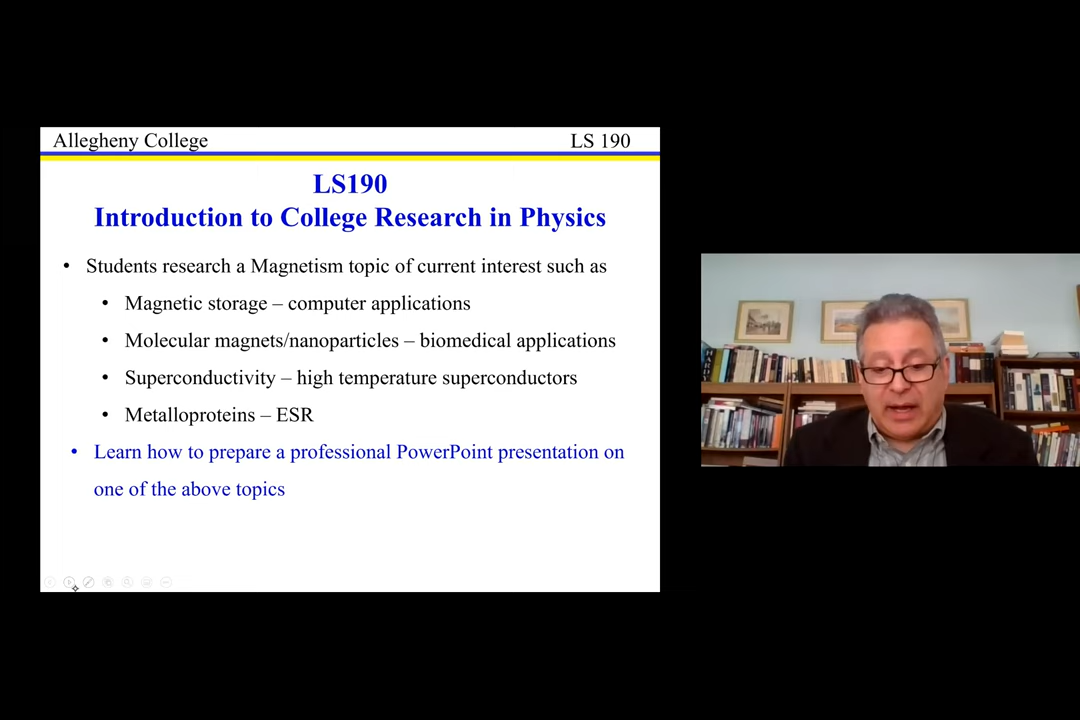 Allegheny College LS 190
LS190
Introduction to College Research in Physics
• Students research a Magnetism topic of current interest such as
• Magnetic storage – computer applications
• Molecular magnets/nanoparticles – biomedical applications
• Superconductivity – high temperature superconductors
• Metalloproteins – ESR
• Learn how to prepare a professional PowerPoint presentation on
one of the above topics
HARDY